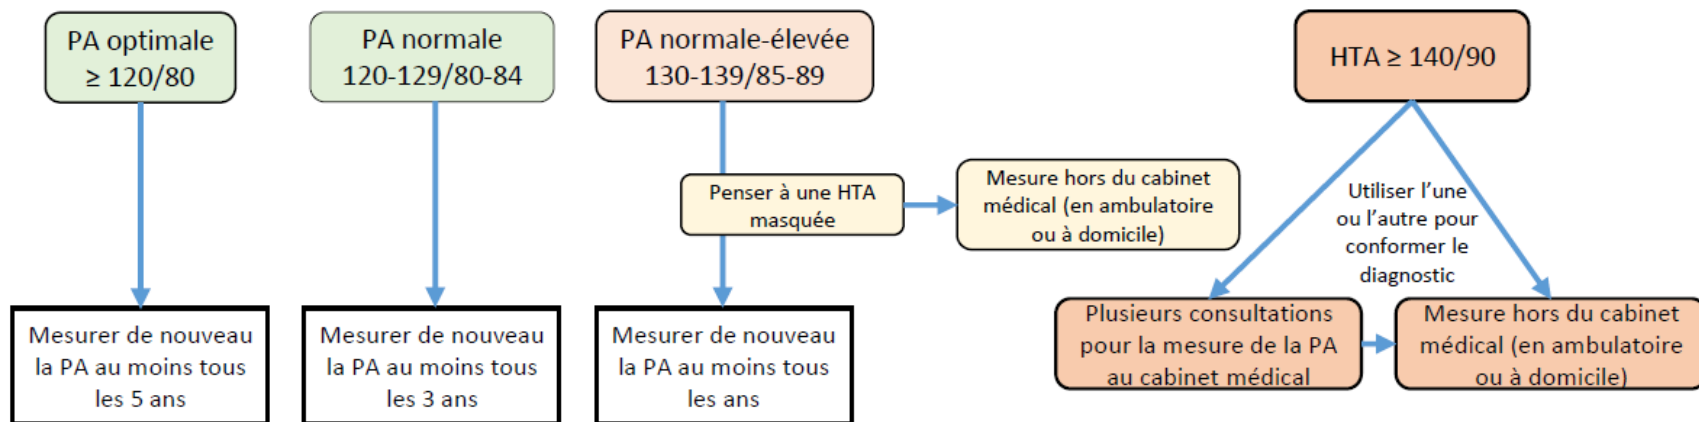 PA optimale
≥ 120/80
PA normale
120-129/80-84
PA normale-élevée
130-139/85-89
HTA ≥ 140/90
Penser à une HTA
masquée
Mesure hors du cabinet
médical (en ambulatoire
ou à domicile)
Utiliser l’une
ou l’autre pour
conformer le
diagnostic
Mesurer de nouveau
la PA au moins tous
les 5 ans
Mesurer de nouveau
la PA au moins tous
les 3 ans
Mesurer de nouveau
la PA au moins tous
les ans
Plusieurs consultations
pour la mesure de la PA
au cabinet médical
Mesure hors du cabinet
médical (en ambulatoire
ou à domicile)